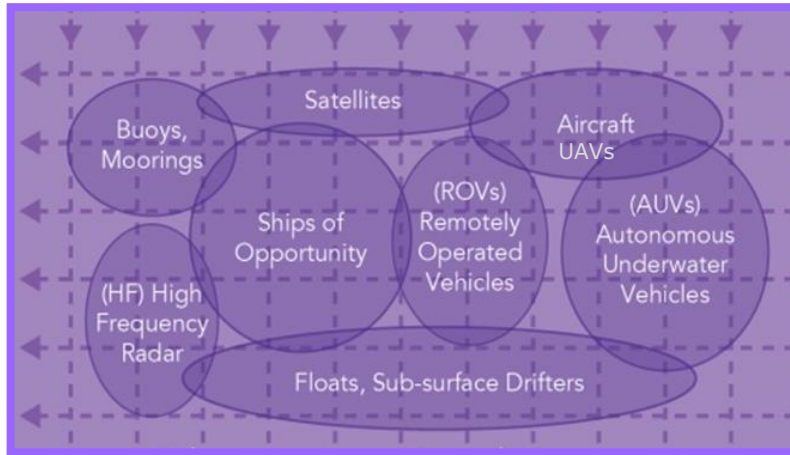 Satellites
Buoys,
Moorings
Aircraft
UAVs
Ships of
Opportunity
(ROVs)
Remotely
Operated
Vehicles
(AUVs)
Autonomous
Underwater
Vehicles
(HF) High
Frequency
Radar
Floats, Sub-surface Drifters